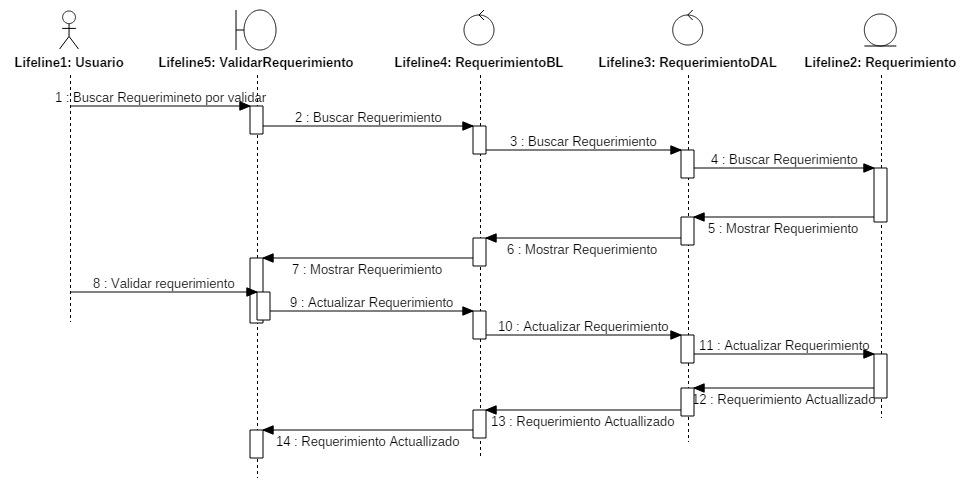 Lifeline1: Usuario
Lifeline5: ValidarRequerimiento
Lifeline4: RequerimientoBL
Lifeline3: RequerimientoDAL
Lifeline2: Requerimiento
1 : Buscar Requerimineto por validar
2 : Buscar Requerimiento
3 : Buscar Requerimiento
4 : Buscar Requerimiento
5 : Mostrar Requerimiento
6 : Mostrar Requerimiento
7 : Mostrar Requerimiento
8 : Validar requerimiento
9 : Actualizar Requerimiento
10 : Actualizar Requerimiento
11 : Actualizar Requerimiento
12 : Requerimiento Actuallizado
13 : Requerimiento Actuallizado
14 : Requerimiento Actuallizado